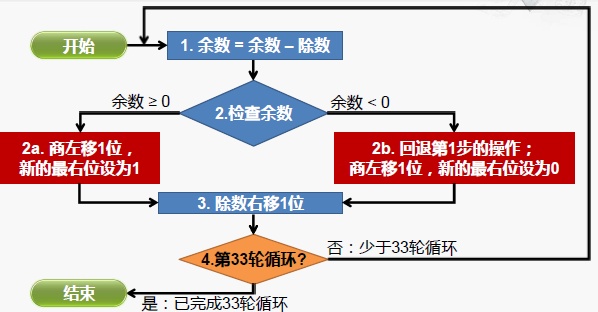 开始
1. 余数 = 余数 – 除数
余数 ≥ 0
余数 < 0
2.检查余数
2a. 商左移1位，
新的最右位设为1
2b. 回退第1步的操作；
商左移1位，新的最右位设为0
3. 除数右移1位
4.第33轮循环?
否：少于33轮循环
结束
是：已完成33轮循环